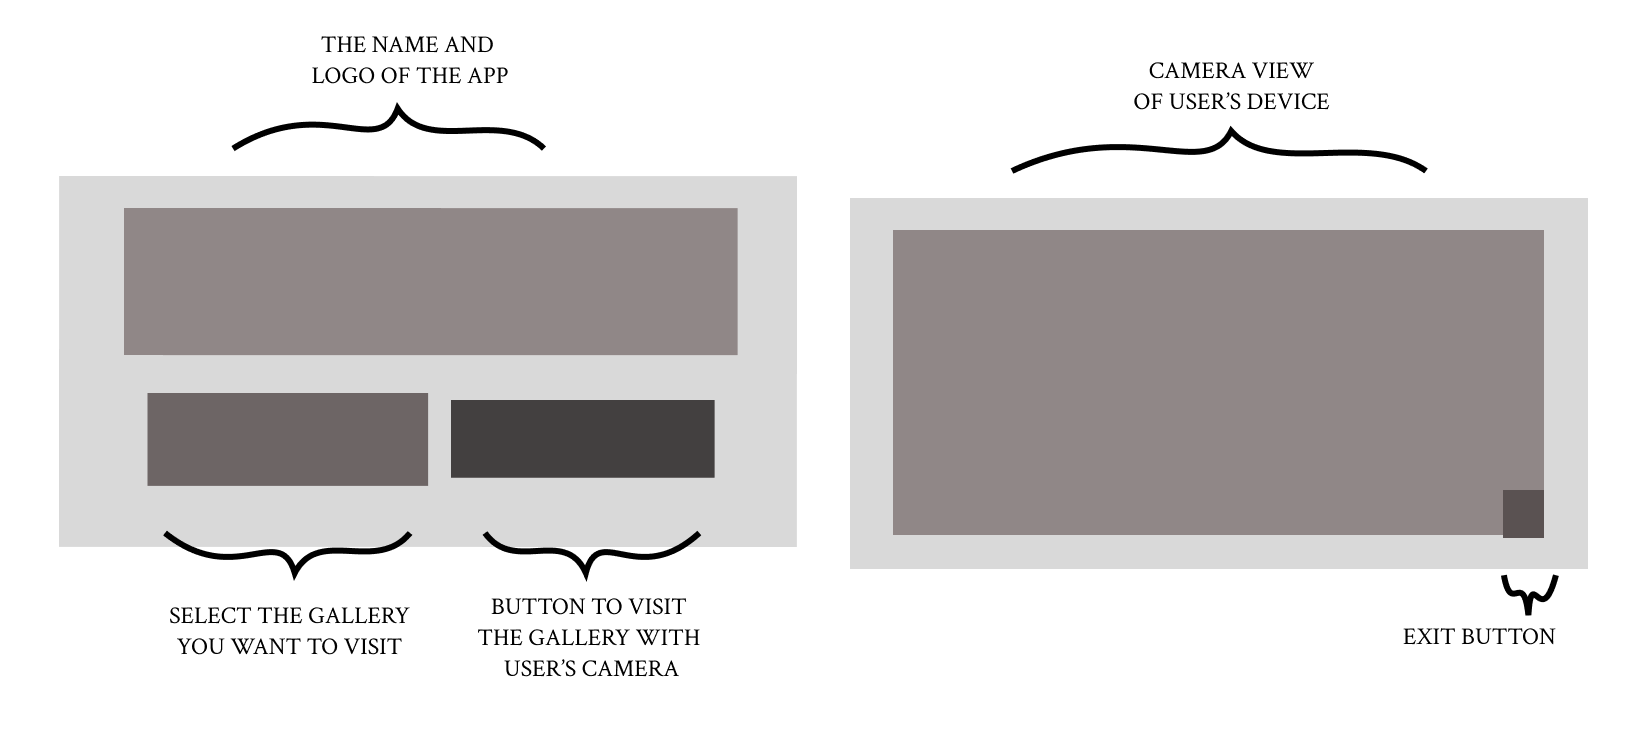 THE NAME AND
LOGO OF THE APP
SELECT THE GALLERY
YOU WANT TO VISIT
BUTTON TO VISIT
THE GALLERY WITH
USER’S CAMERA
CAMERA VIEW
OF USER’S DEVICE
EXIT BUTTON